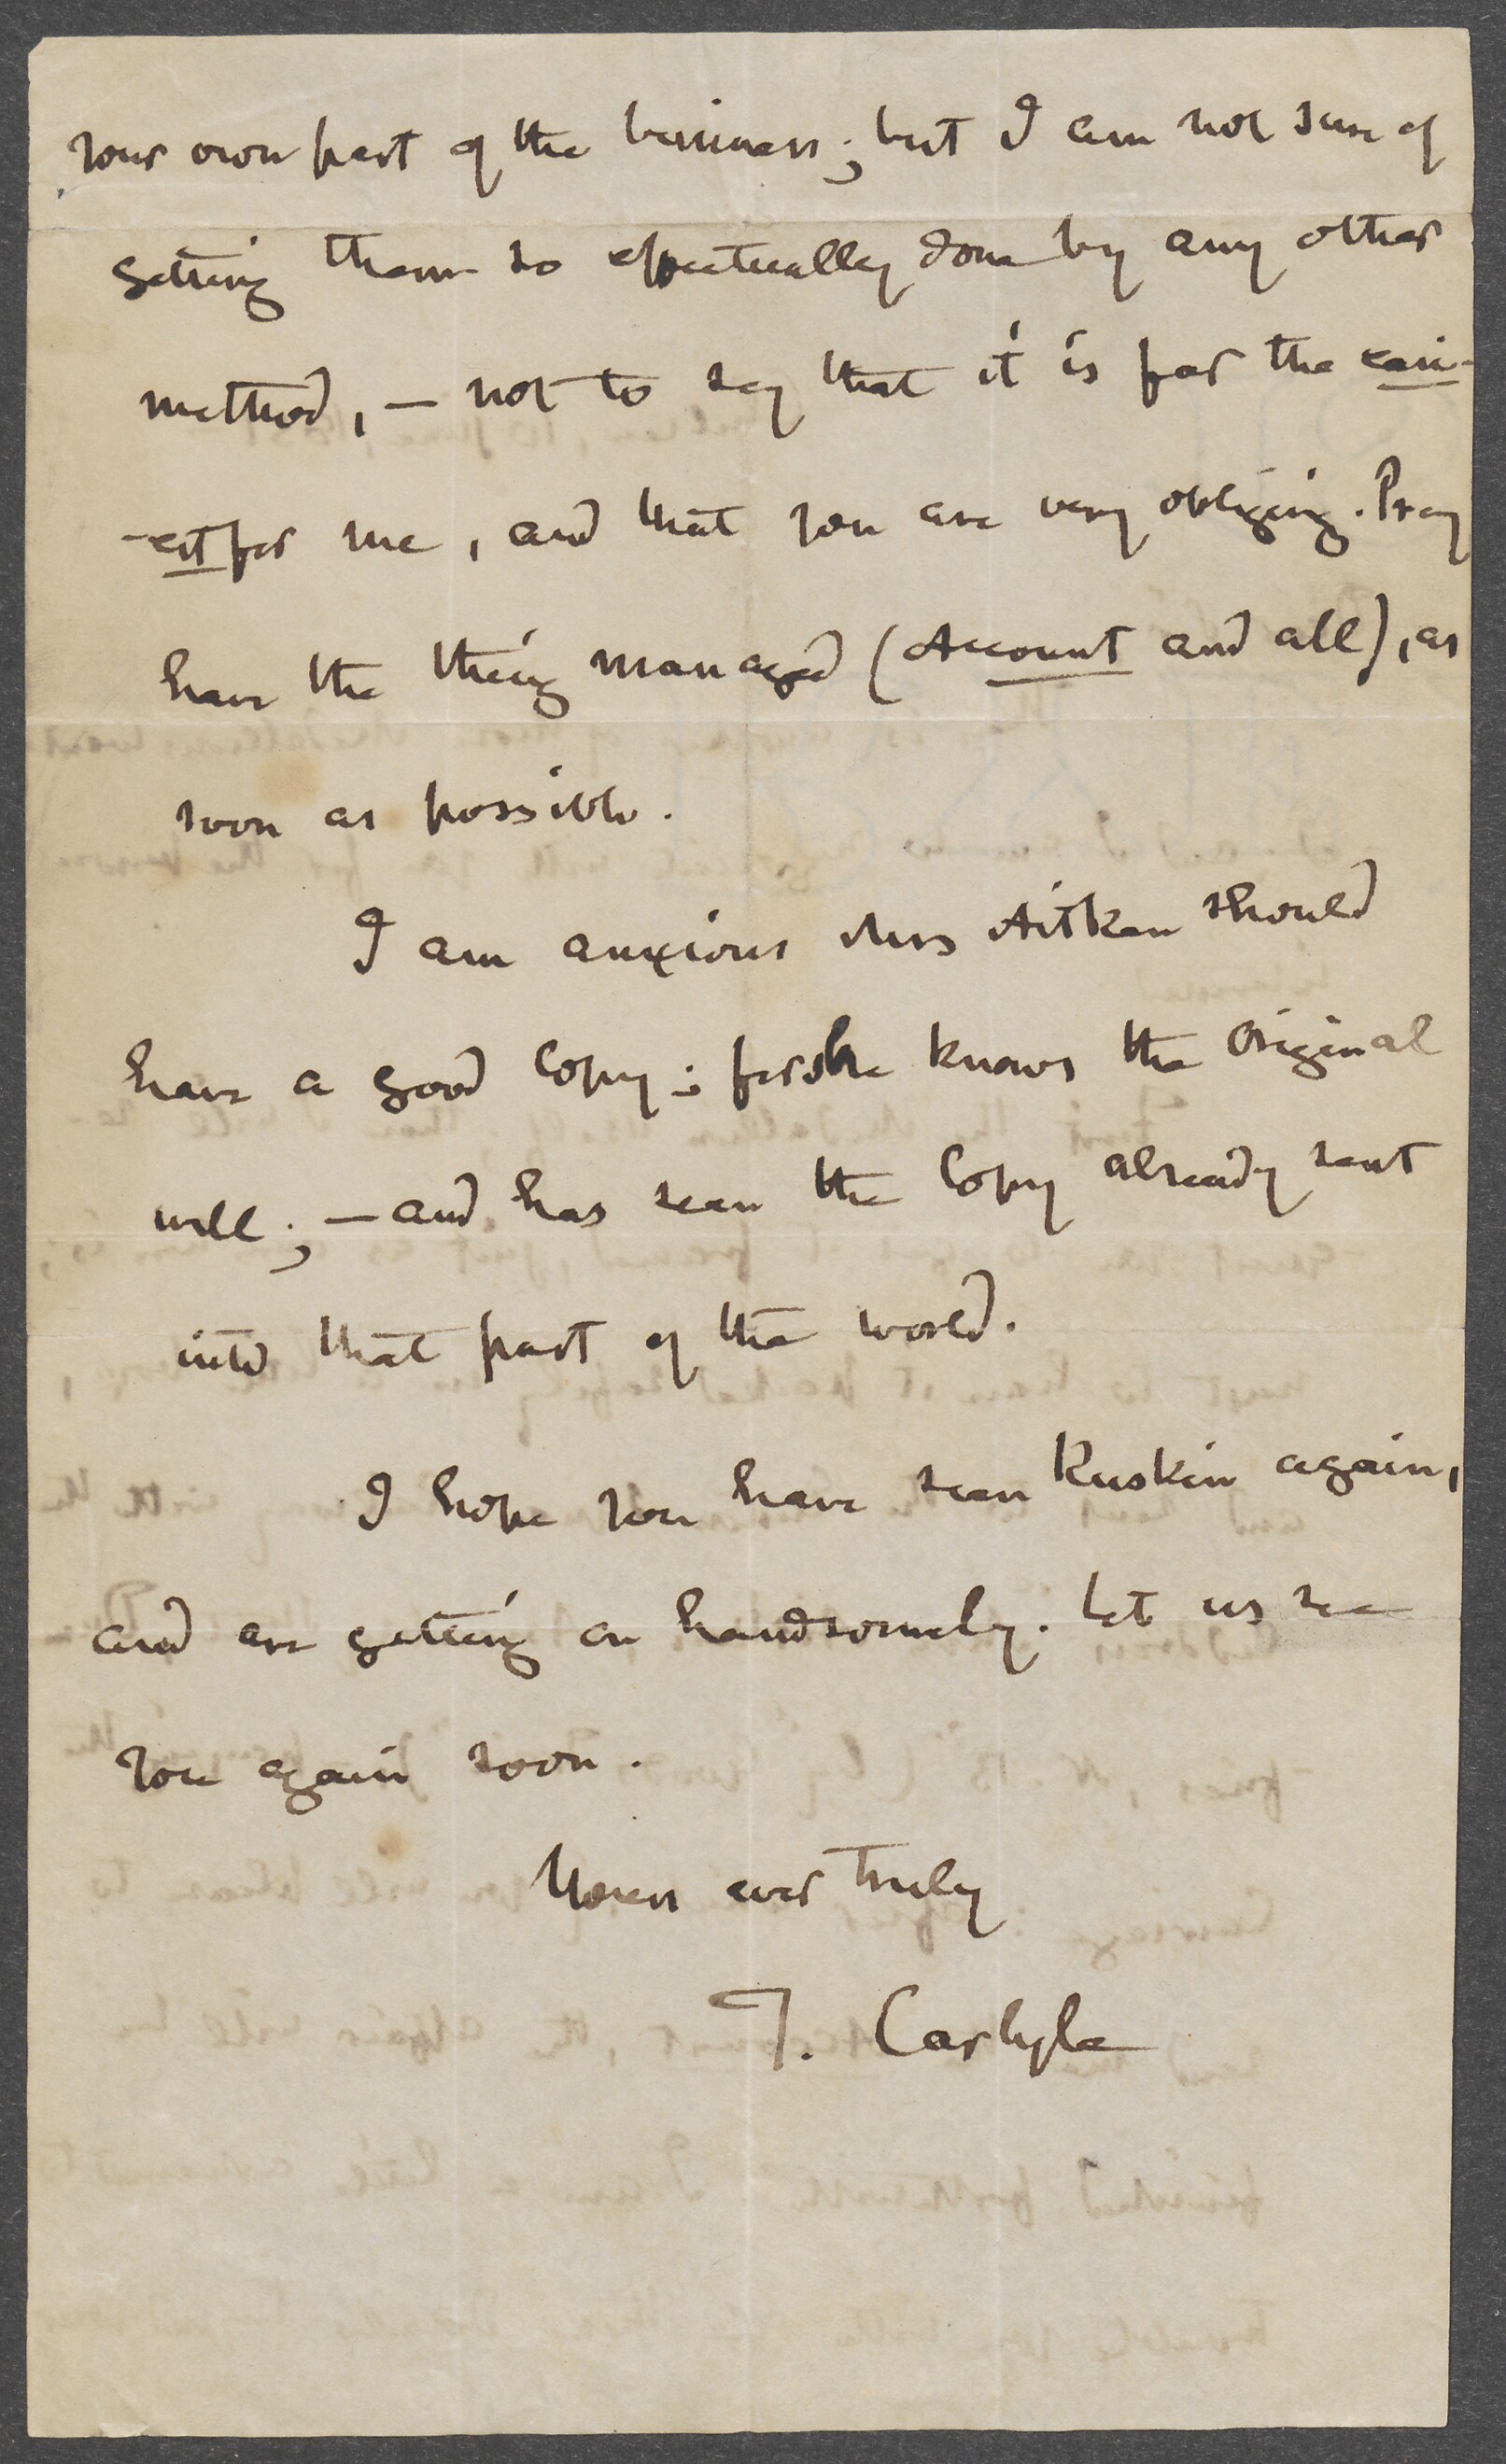 your own part of the business; but I am not sure of
getting them so effectually done by any other
method, — not to say that it is far the easi-
-est for me, and that you are very obliging. Pray
have the thing managed (Account and all), as
soon as possible.
I am anxious Mrs Aitken should
have a good Copy; for she knows the Original
well; — and has seen the Copy already sent
into that part of the world.
I hope you have seen Ruskin again,
and are getting on handsomely. Let us see
you again soon.
Yours ever truly
T. Carlyle